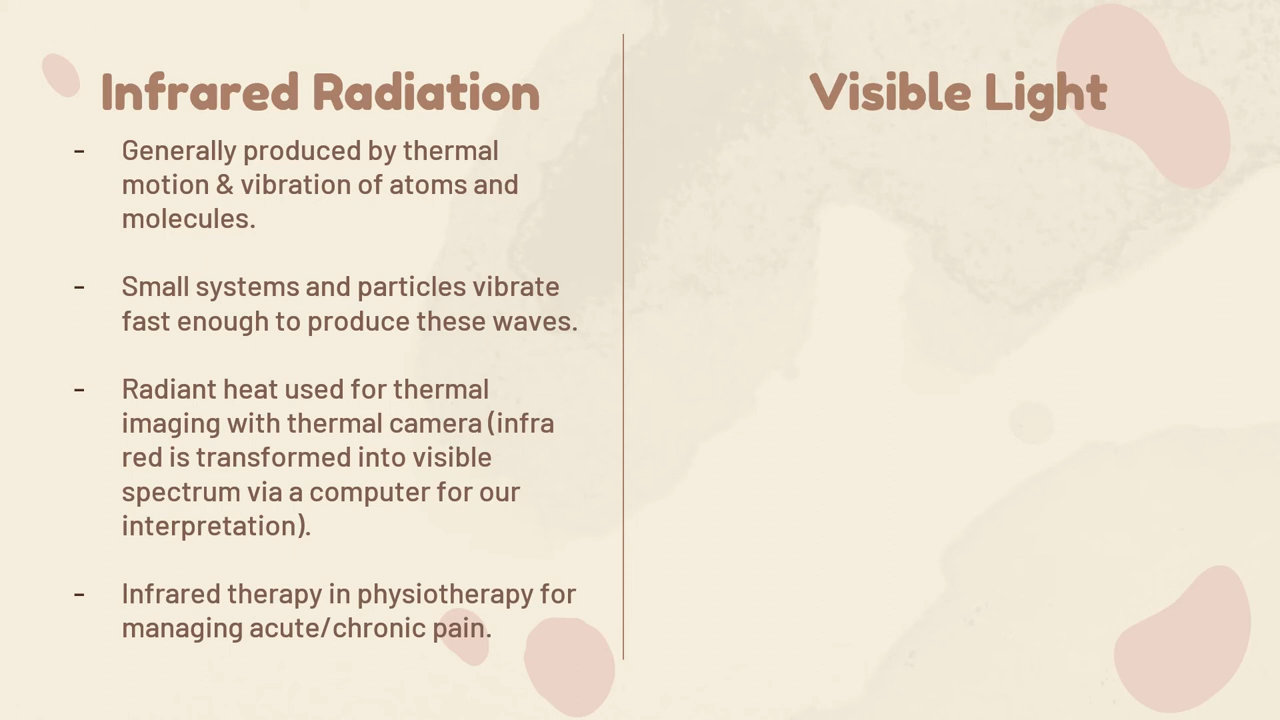 Infrared Radiation
- Generally produced by thermal
motion & vibration of atoms and
molecules.
- Small systems and particles vibrate
fast enough to produce these waves.
- Radiant heat used for thermal
imaging with thermal camera (infra
red is transformed into visible
spectrum via a computer for our
interpretation).
- Infrared therapy in physiotherapy for
managing acute/chronic pain.
Visible Light